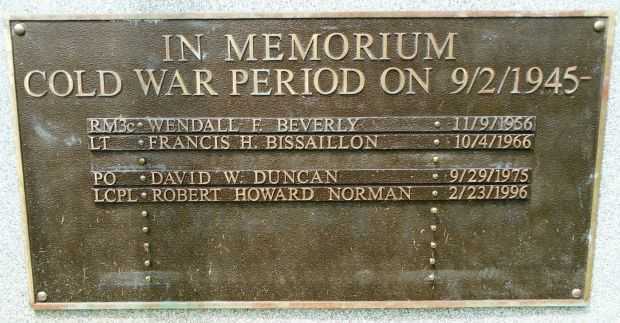 IN MEMORIUM
COLD WAR PERIOD ON 9/2/1945-
RM3c • WENDALL F. BEVERLY • 11/9/1956
LT • FRANCIS H. BISSAILLON • 10/4/1966
PO • DAVID W. DUNCAN • 9/29/1975
LCPL • ROBERT HOWARD NORMAN • 2/23/1996